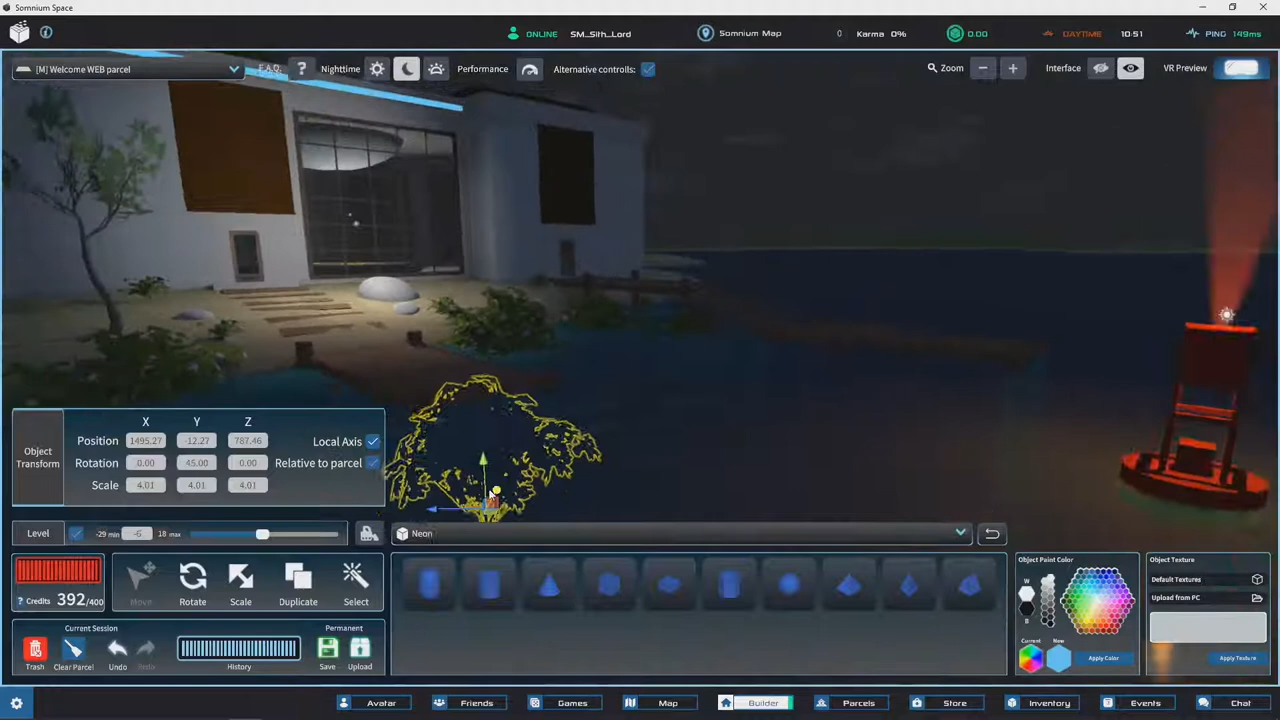 Somnium Space
ONLINE SM_Sith_Lord Somnium Map 0 Karma 0% 0.00 DAYTIME 10:51 PING 149ms
[M] Welcome WEB parcel F.A.Q. ? Nighttime Performance Alternative controlls: Zoom Interface VR Preview
X Y Z
Object Transform
Position 1495.27 -12.27 787.46 Local Axis
Rotation 0.00 45.00 0.00 Relative to parcel
Scale 4.01 4.01 4.01
Level -29 min -6 18 max
Neon
? Credits 392/400
Move Rotate Scale Duplicate Select
Current Session Permanent
Trash Clear Parcel Undo Redo History Save Upload
Object Paint Color
W
B
Current New
Apply Color
Object Texture
Default Textures
Upload from PC
Apply Texture
Avatar Friends Games Map Builder Parcels Store Inventory Events Chat